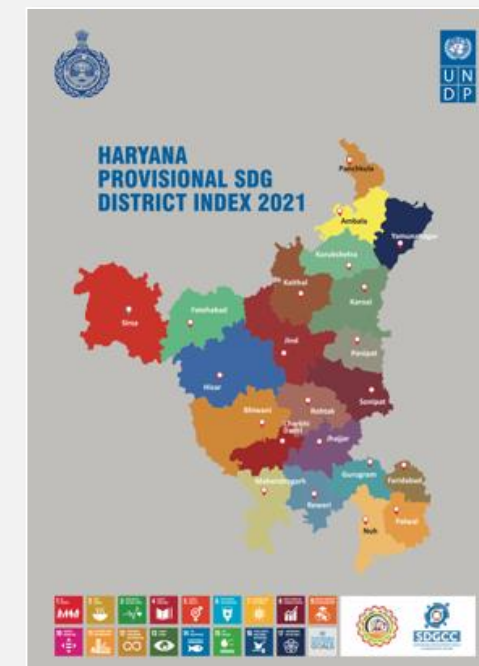 UN
DP
HARYANA
PROVISIONAL SDG
DISTRICT INDEX 2021
Panchkula
Ambala
Yamunanagar
Kurukshetra
Kaithal
Karnal
Fatehabad
Sirsa
Jind
Panipat
Hisar
Sonipat
Rohtak
Bhiwani
Charkhi
Dadri
Jhajjar
Gurugram
Faridabad
Mahendragarh
Rewari
Palwal
Nuh
SDGCC